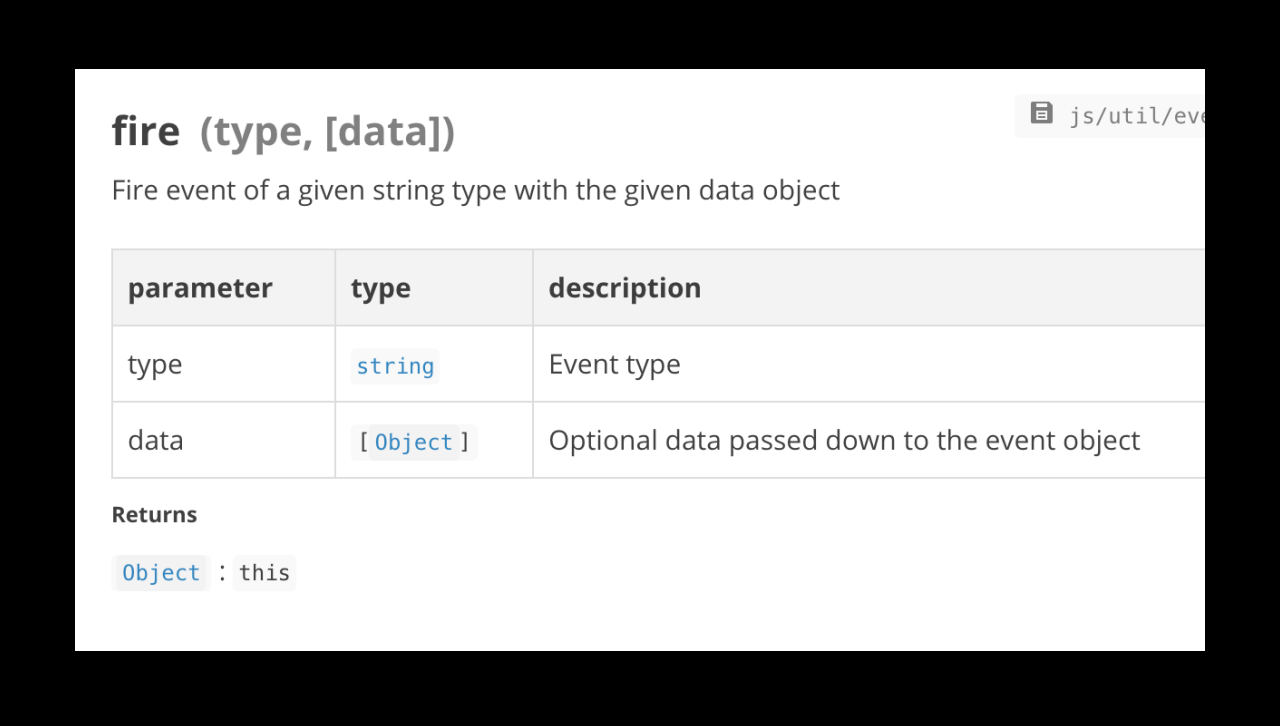 fire (type, [data])
js/util/eve
Fire event of a given string type with the given data object
parameter type description
type string Event type
data [Object] Optional data passed down to the event object
Returns
Object : this